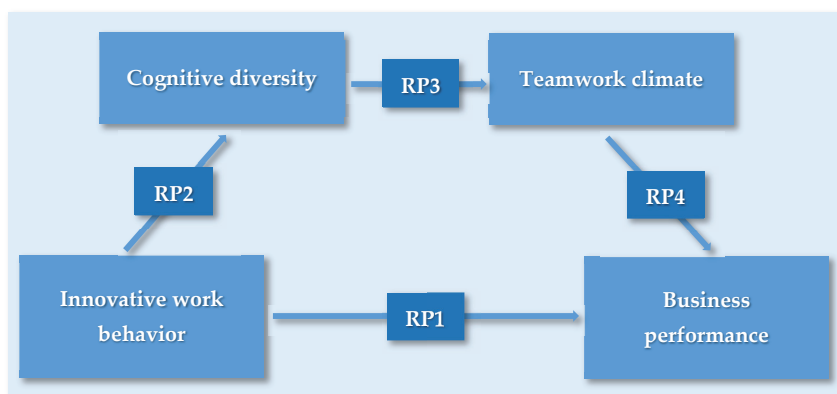 Cognitive diversity
RP3
Teamwork climate
RP2
RP4
Innovative work
behavior
RP1
Business
performance